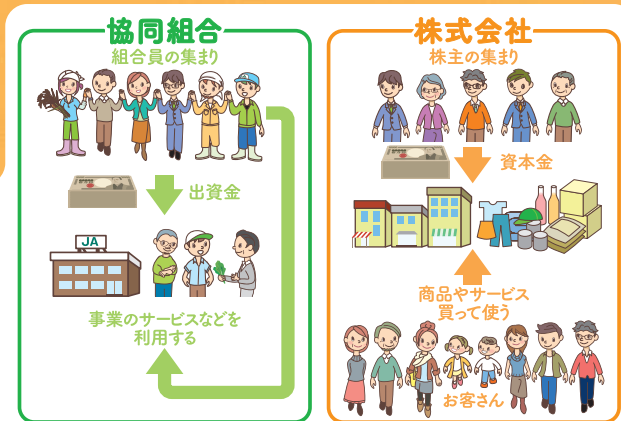 協同組合
組合員の集まり
出資金
JA
事業のサービスなどを
利用する
株式会社
株主の集まり
資本金
商品やサービス
買って使う
お客さん